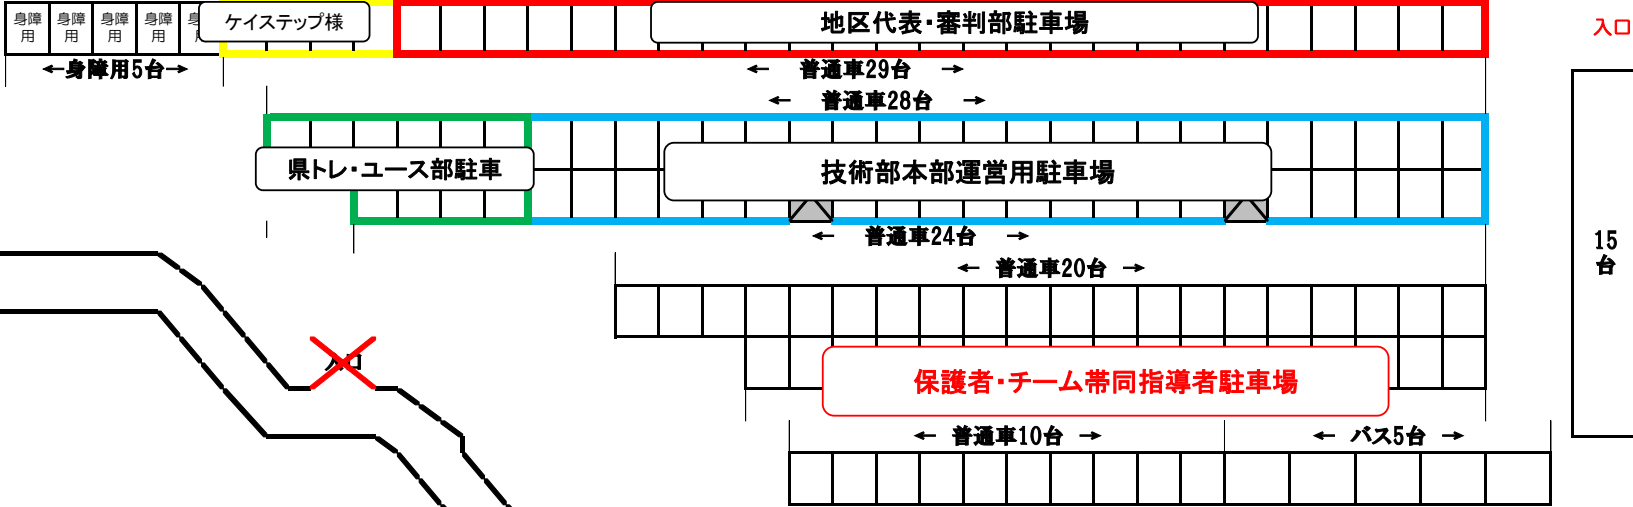 身障用
身障用
身障用
身障用
ケイステップ様
地区代表・審判部駐車場
入口
←身障用5台→
← 普通車29台 →
← 普通車28台 →
県トレ・ユース部駐車
技術部本部運営用駐車場
← 普通車24台 →
15台
← 普通車20台 →
入口
保護者・チーム帯同指導者駐車場
← 普通車10台 →
← バス5台 →